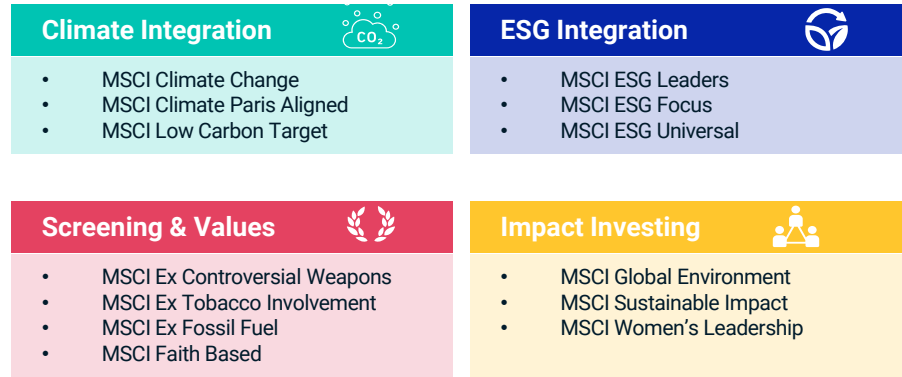 Climate Integration
CO₂
• MSCI Climate Change
• MSCI Climate Paris Aligned
• MSCI Low Carbon Target
ESG Integration
• MSCI ESG Leaders
• MSCI ESG Focus
• MSCI ESG Universal
Screening & Values
• MSCI Ex Controversial Weapons
• MSCI Ex Tobacco Involvement
• MSCI Ex Fossil Fuel
• MSCI Faith Based
Impact Investing
• MSCI Global Environment
• MSCI Sustainable Impact
• MSCI Women’s Leadership